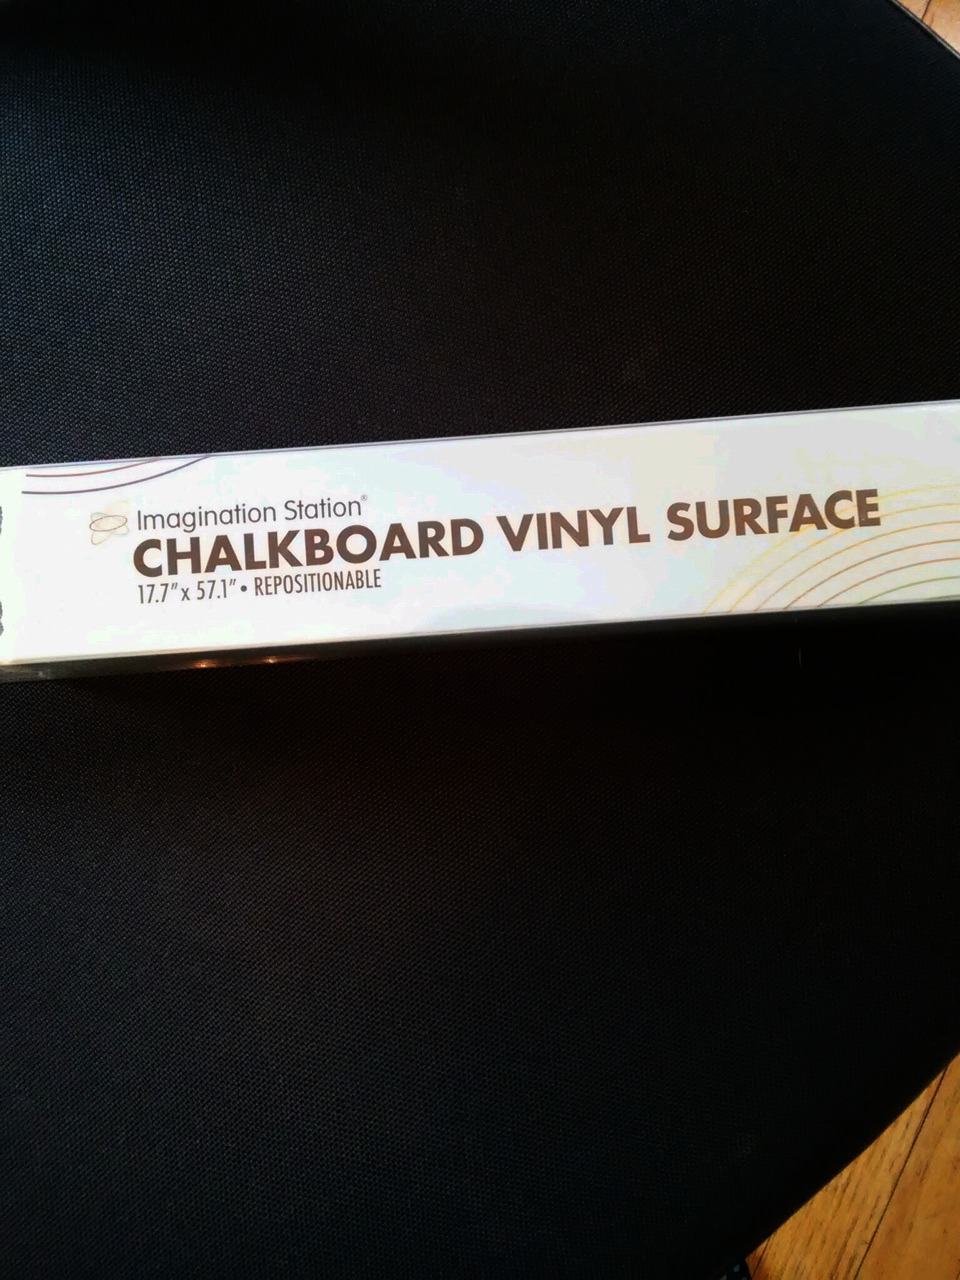 Imagination Station®
CHALKBOARD VINYL SURFACE
17.7" x 57.1" • REPOSITIONABLE